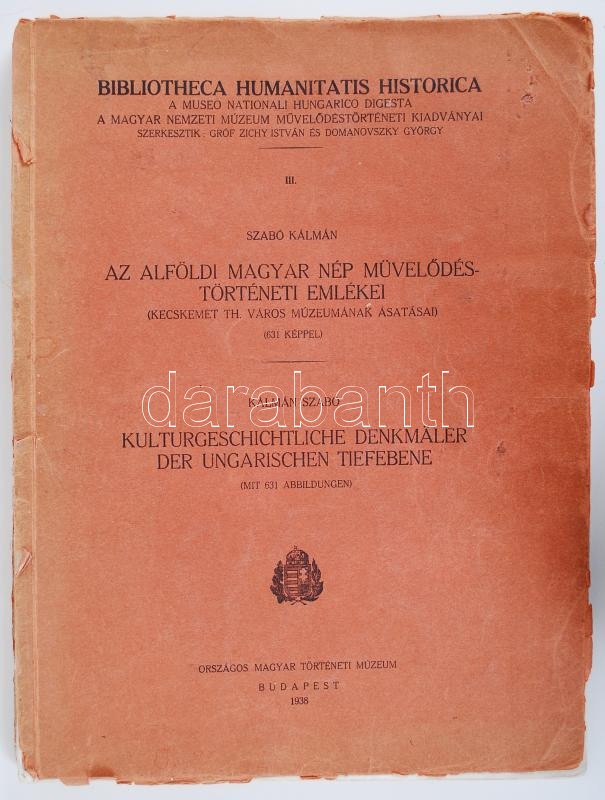 BIBLIOTHECA HUMANITATIS HISTORICA
A MUSEO NATIONALI HUNGARICO DIGESTA
A MAGYAR NEMZETI MÚZEUM MŰVELŐDÉSTÖRTÉNETI KIADVÁNYAI
SZERKESZTIK: GRÓF ZICHY ISTVÁN ÉS DOMANOVSZKY GYÖRGY
III.
SZABÓ KÁLMÁN
AZ ALFÖLDI MAGYAR NÉP MŰVELŐDÉS-
TÖRTÉNETI EMLÉKEI
(KECSKEMÉT TH. VÁROS MÚZEUMÁNAK ÁSATÁSAI)
(631 KÉPPEL)
darabanth
KÁLMÁN SZABÓ
KULTURGESCHICHTLICHE DENKMÄLER
DER UNGARISCHEN TIEFEBENE
(MIT 631 ABBILDUNGEN)
ORSZÁGOS MAGYAR TÖRTÉNETI MÚZEUM
BUDAPEST
1938